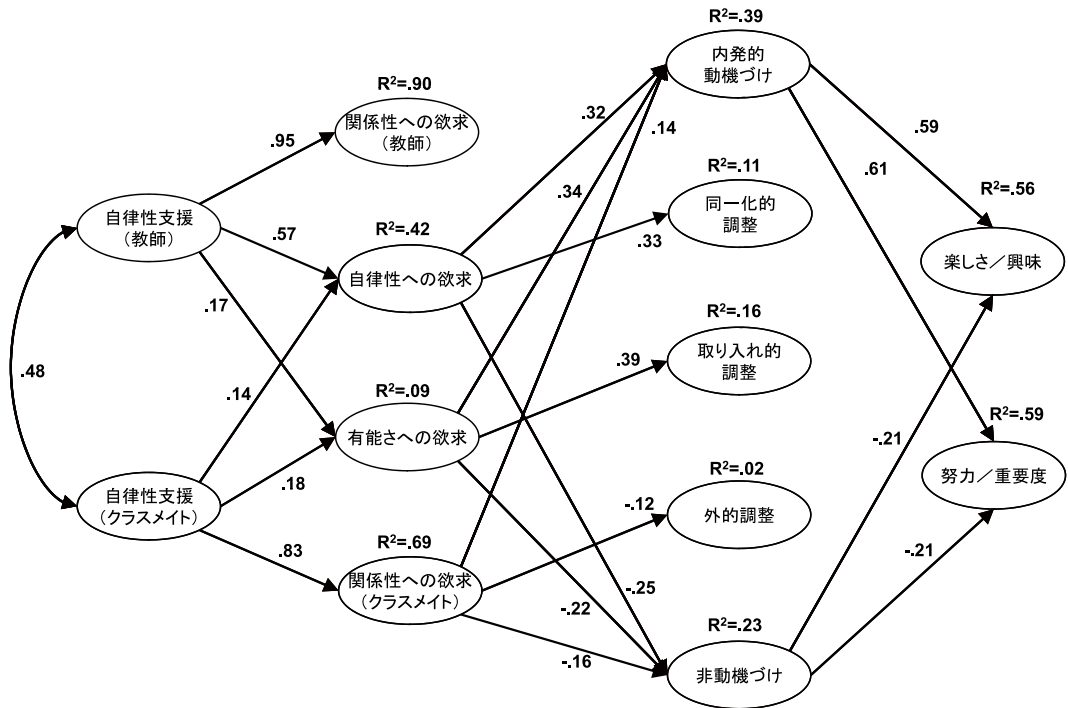 R²=.39
内発的
動機づけ
R²=.90
関係性への欲求
(教師)
.95
.32
.14
.59
.61
.34
R²=.11
同一化的
調整
.33
R²=.56
楽しさ／興味
自律性支援
(教師)
.57
R²=.42
自律性への欲求
.17
R²=.16
取り入れ的
調整
.39
.48
.14
R²=.09
有能さへの欲求
-.21
R²=.59
努力／重要度
自律性支援
(クラスメイト)
.18
R²=.02
外的調整
-.12
.83
R²=.69
関係性への欲求
(クラスメイト)
-.21
-.25
-.22
-.16
R²=.23
非動機づけ